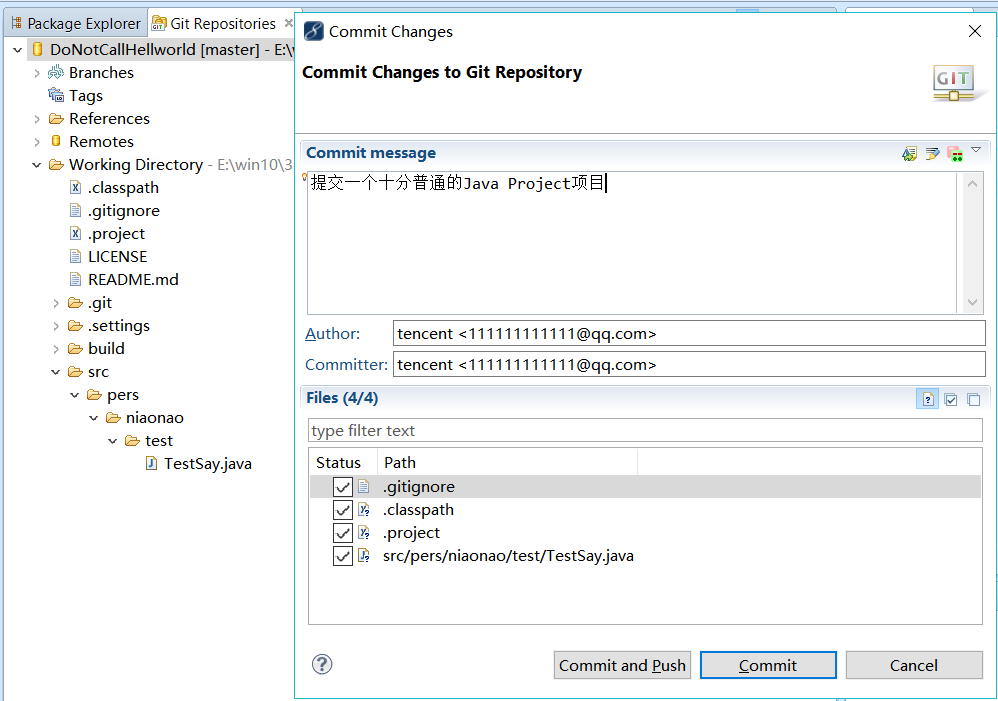 Package Explorer
Git Repositories
DoNotCallHellworld [master] - E:\
Branches
Tags
References
Remotes
Working Directory - E:\win10\3
.classpath
.gitignore
.project
LICENSE
README.md
.git
.settings
build
src
pers
niaonao
test
TestSay.java
Commit Changes
Commit Changes to Git Repository
GIT
Commit message
提交一个十分普通的Java Project项目
Author: tencent <111111111111@qq.com>
Committer: tencent <111111111111@qq.com>
Files (4/4)
type filter text
Status Path
.gitignore
.classpath
.project
src/pers/niaonao/test/TestSay.java
Commit and Push Commit Cancel